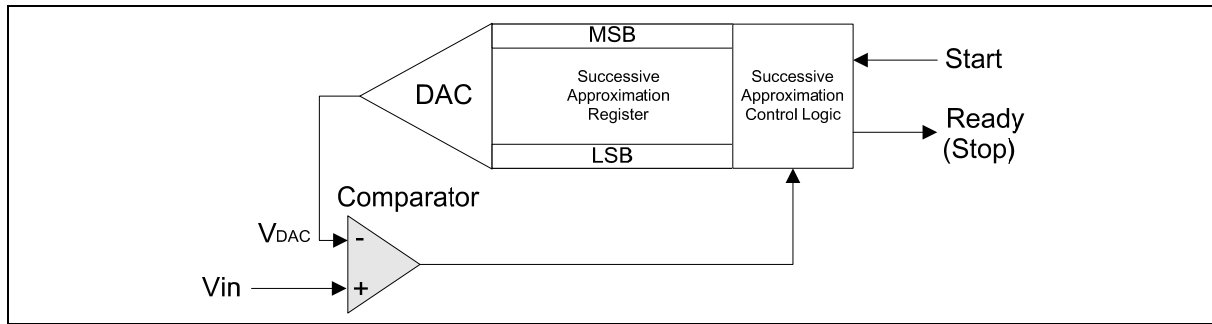 MSB
DAC
Successive
Approximation
Register
Successive
Approximation
Control Logic
LSB
Start
Ready
(Stop)
Comparator
VDAC
-
Vin
+